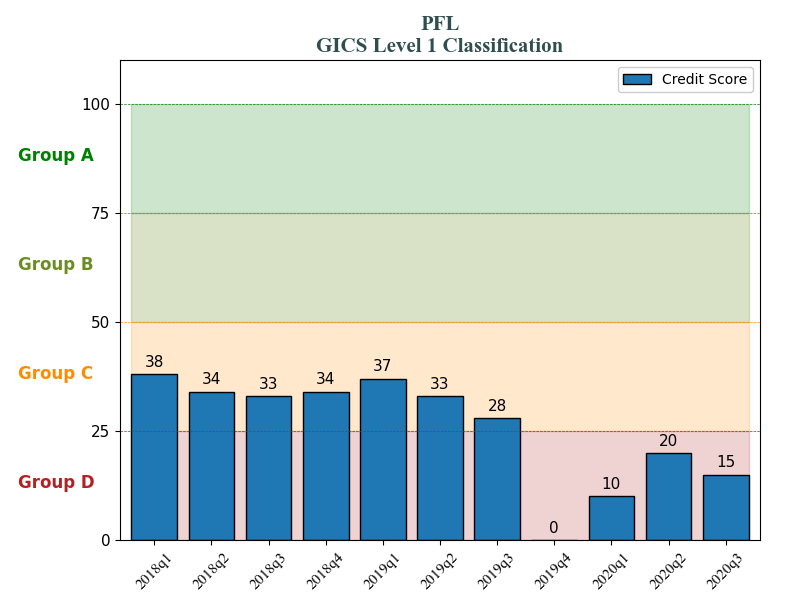 PFL
GICS Level 1 Classification
Credit Score
100
Group A
75
Group B
50
Group C
38
34
33
34
37
33
28
25
Group D
0
10
20
15
0
2018q1
2018q2
2018q3
2018q4
2019q1
2019q2
2019q3
2019q4
2020q1
2020q2
2020q3